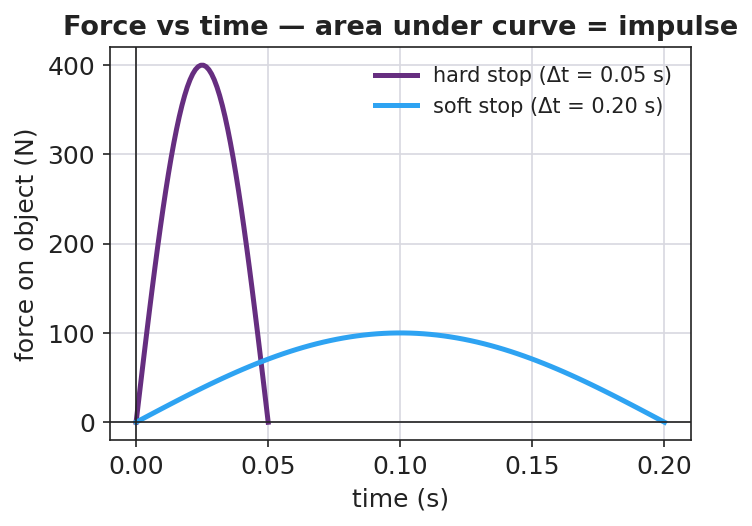 Force vs time — area under curve = impulse
hard stop (Δt = 0.05 s)
soft stop (Δt = 0.20 s)
force on object (N)
400
300
200
100
0
0.00 0.05 0.10 0.15 0.20
time (s)